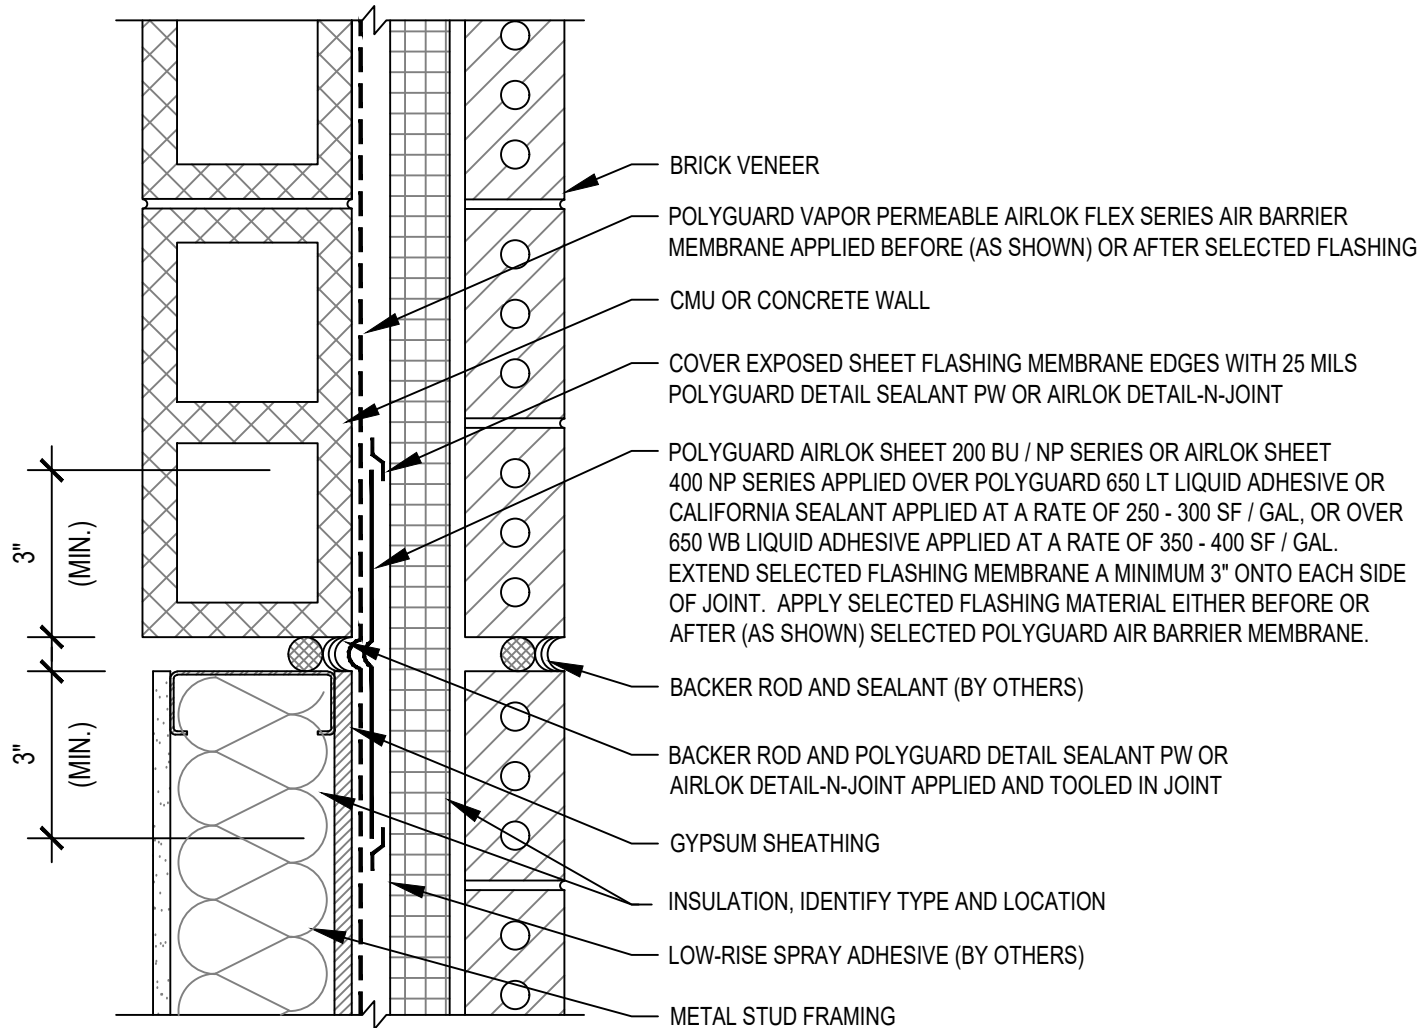 BRICK VENEER
POLYGUARD VAPOR PERMEABLE AIRLOK FLEX SERIES AIR BARRIER
MEMBRANE APPLIED BEFORE (AS SHOWN) OR AFTER SELECTED FLASHING
CMU OR CONCRETE WALL
COVER EXPOSED SHEET FLASHING MEMBRANE EDGES WITH 25 MILS
POLYGUARD DETAIL SEALANT PW OR AIRLOK DETAIL-N-JOINT
POLYGUARD AIRLOK SHEET 200 BU / NP SERIES OR AIRLOK SHEET
400 NP SERIES APPLIED OVER POLYGUARD 650 LT LIQUID ADHESIVE OR
CALIFORNIA SEALANT APPLIED AT A RATE OF 250 - 300 SF / GAL, OR OVER
650 WB LIQUID ADHESIVE APPLIED AT A RATE OF 350 - 400 SF / GAL.
EXTEND SELECTED FLASHING MEMBRANE A MINIMUM 3" ONTO EACH SIDE
OF JOINT. APPLY SELECTED FLASHING MATERIAL EITHER BEFORE OR
AFTER (AS SHOWN) SELECTED POLYGUARD AIR BARRIER MEMBRANE.
BACKER ROD AND SEALANT (BY OTHERS)
BACKER ROD AND POLYGUARD DETAIL SEALANT PW OR
AIRLOK DETAIL-N-JOINT APPLIED AND TOOLED IN JOINT
GYPSUM SHEATHING
INSULATION, IDENTIFY TYPE AND LOCATION
LOW-RISE SPRAY ADHESIVE (BY OTHERS)
METAL STUD FRAMING
3"
(MIN.)
3"
(MIN.)